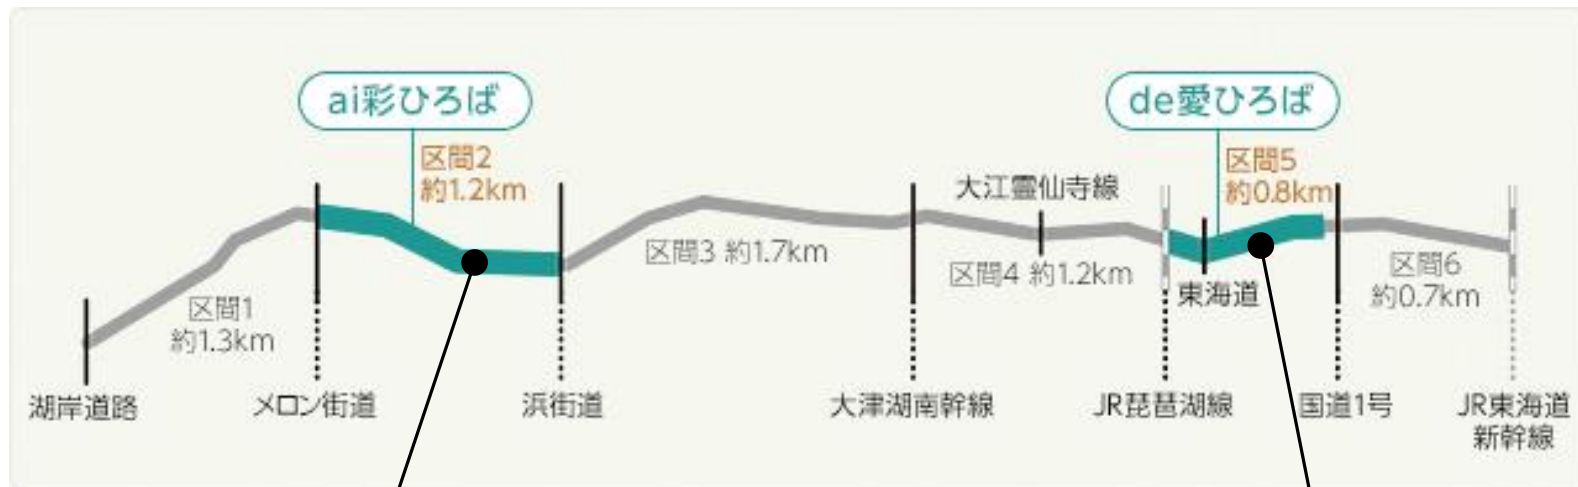 ai彩ひろば
de愛ひろば
区間2
約1.2km
区間5
約0.8km
大江霊仙寺線
区間3 約1.7km
区間4 約1.2km
東海道
区間6
約0.7km
区間1
約1.3km
湖岸道路
メロン街道
浜街道
大津湖南幹線
JR琵琶湖線
国道1号
JR東海道
新幹線